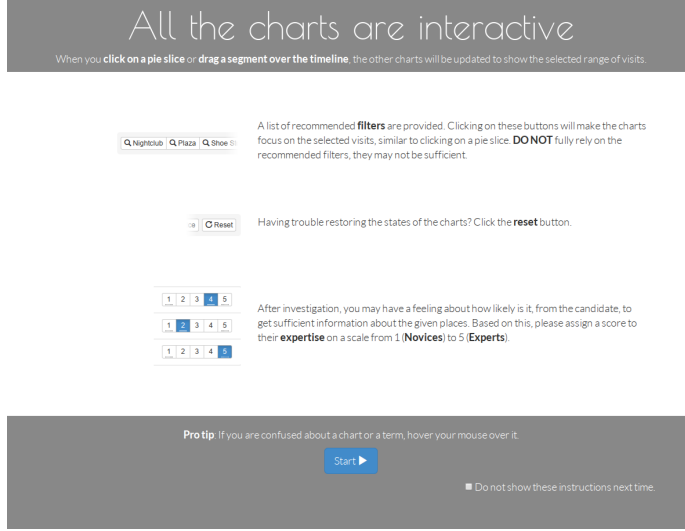 All the charts are interactive
When you click on a pie slice or drag a segment over the timeline, the other charts will be updated to show the selected range of visits.
A list of recommended filters are provided. Clicking on these buttons will make the charts
Nightclub Plaza Shoe
focus on the selected visits, similar to clicking on a pie slice. DO NOT fully rely on the
recommended filters, they may not be sufficient.
Reset Having trouble restoring the states of the charts? Click the reset button.
1 2 3 4 5
After investigation, you may have a feeling about how likely is it, from the candidate, to
1 2 3 4 5
get sufficient information about the given places. Based on this, please assign a score to
their expertise on a scale from 1 (Novices) to 5 (Experts).
1 2 3 4 5
Pro tip: If you are confused about a chart or a term, hover your mouse over it.
Start
Do not show these instructions next time.